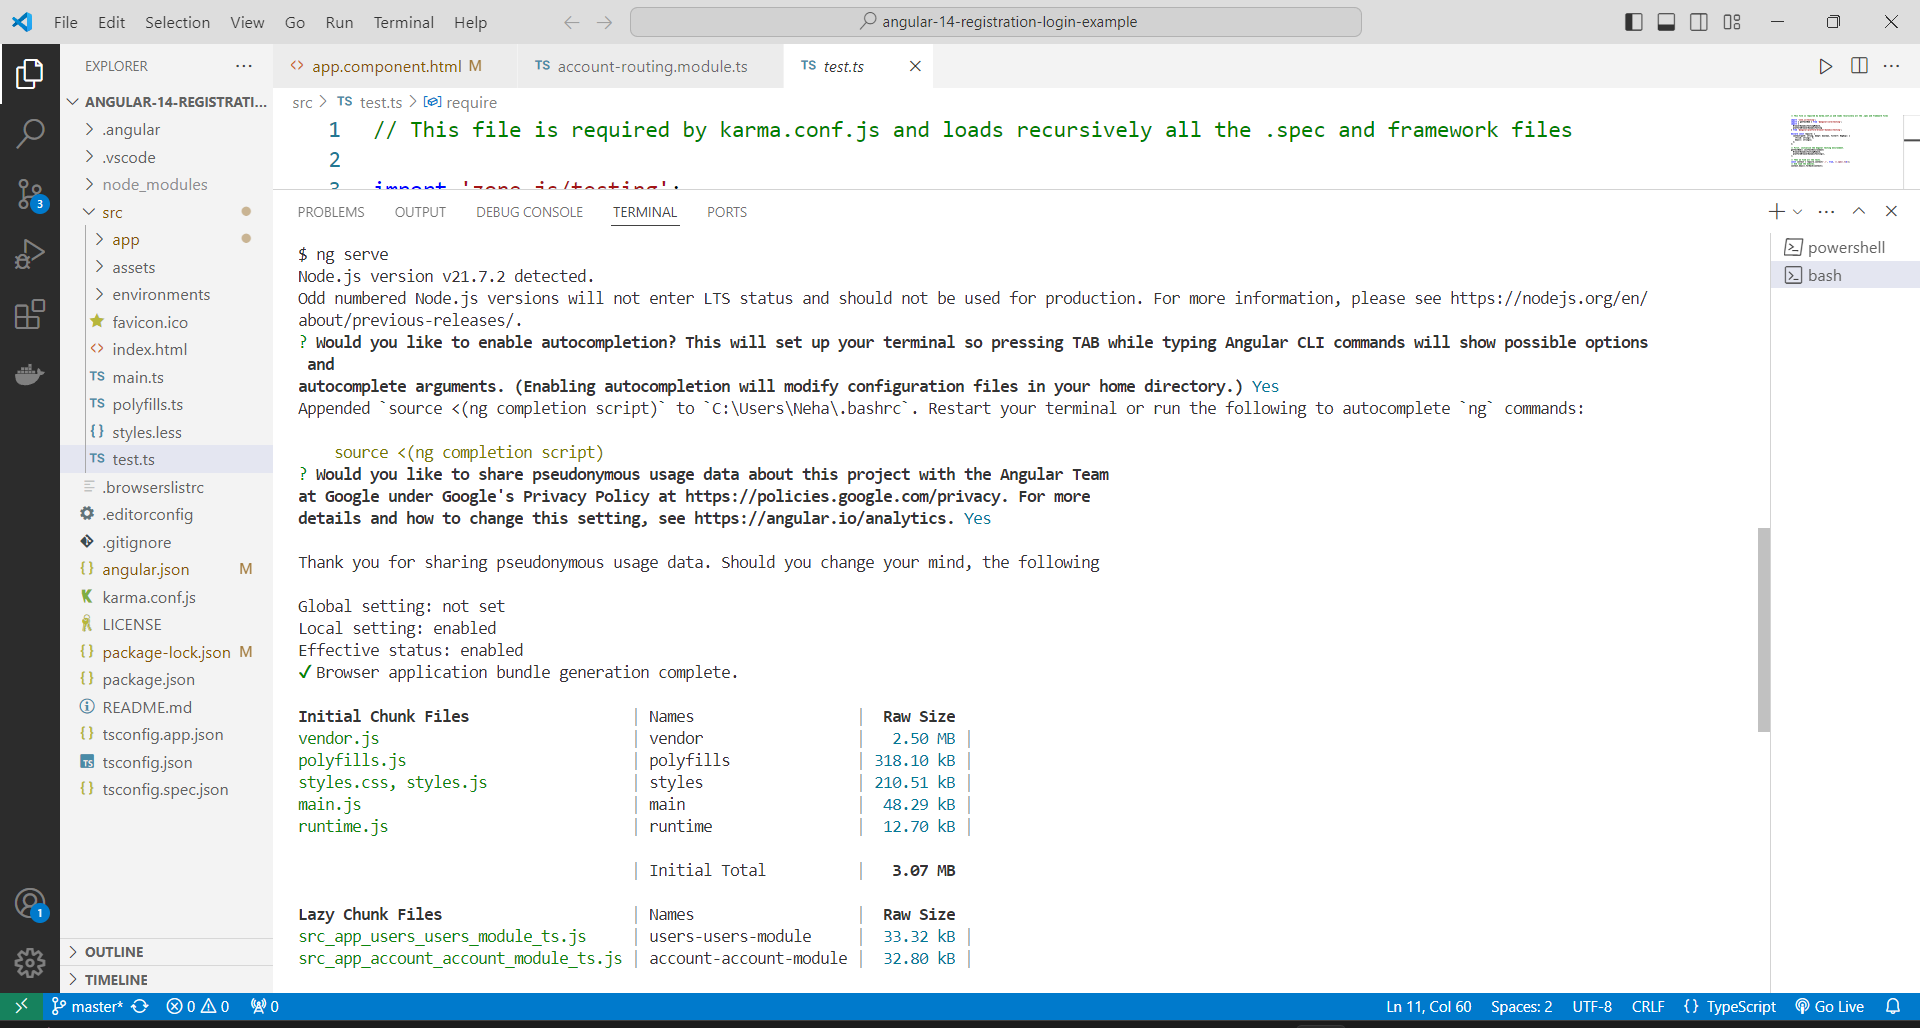 File Edit Selection View Go Run Terminal Help
angular-14-registration-login-example
EXPLORER
app.component.html M
TS account-routing.module.ts
TS test.ts
ANGULAR-14-REGISTRATI...
.angular
.vscode
node_modules
src
app
assets
environments
favicon.ico
index.html
TS main.ts
TS polyfills.ts
styles.less
TS test.ts
.browserslistrc
.editorconfig
.gitignore
angular.json M
karma.conf.js
LICENSE
package-lock.json M
package.json
README.md
tsconfig.app.json
tsconfig.json
tsconfig.spec.json
OUTLINE
TIMELINE
3
1
src > TS test.ts > require
1 // This file is required by karma.conf.js and loads recursively all the .spec and framework files
2
3 import 'zone.js/testing';
PROBLEMS OUTPUT DEBUG CONSOLE TERMINAL PORTS
powershell
bash
$ ng serve
Node.js version v21.7.2 detected.
Odd numbered Node.js versions will not enter LTS status and should not be used for production. For more information, please see https://nodejs.org/en/
about/previous-releases/.
? Would you like to enable autocompletion? This will set up your terminal so pressing TAB while typing Angular CLI commands will show possible options
and
autocomplete arguments. (Enabling autocompletion will modify configuration files in your home directory.) Yes
Appended `source <(ng completion script)` to `C:\Users\Neha\.bashrc`. Restart your terminal or run the following to autocomplete `ng` commands:
source <(ng completion script)
? Would you like to share pseudonymous usage data about this project with the Angular Team
at Google under Google's Privacy Policy at https://policies.google.com/privacy. For more
details and how to change this setting, see https://angular.io/analytics. Yes
Thank you for sharing pseudonymous usage data. Should you change your mind, the following
Global setting: not set
Local setting: enabled
Effective status: enabled
✓ Browser application bundle generation complete.
Initial Chunk Files | Names | Raw Size
vendor.js | vendor | 2.50 MB |
polyfills.js | polyfills | 318.10 kB |
styles.css, styles.js | styles | 210.51 kB |
main.js | main | 48.29 kB |
runtime.js | runtime | 12.70 kB |
| Initial Total | 3.07 MB
Lazy Chunk Files | Names | Raw Size
src_app_users_users_module_ts.js | users-users-module | 33.32 kB |
src_app_account_account_module_ts.js | account-account-module | 32.80 kB |
master* 0 0 0 Ln 11, Col 60 Spaces: 2 UTF-8 CRLF {} TypeScript Go Live